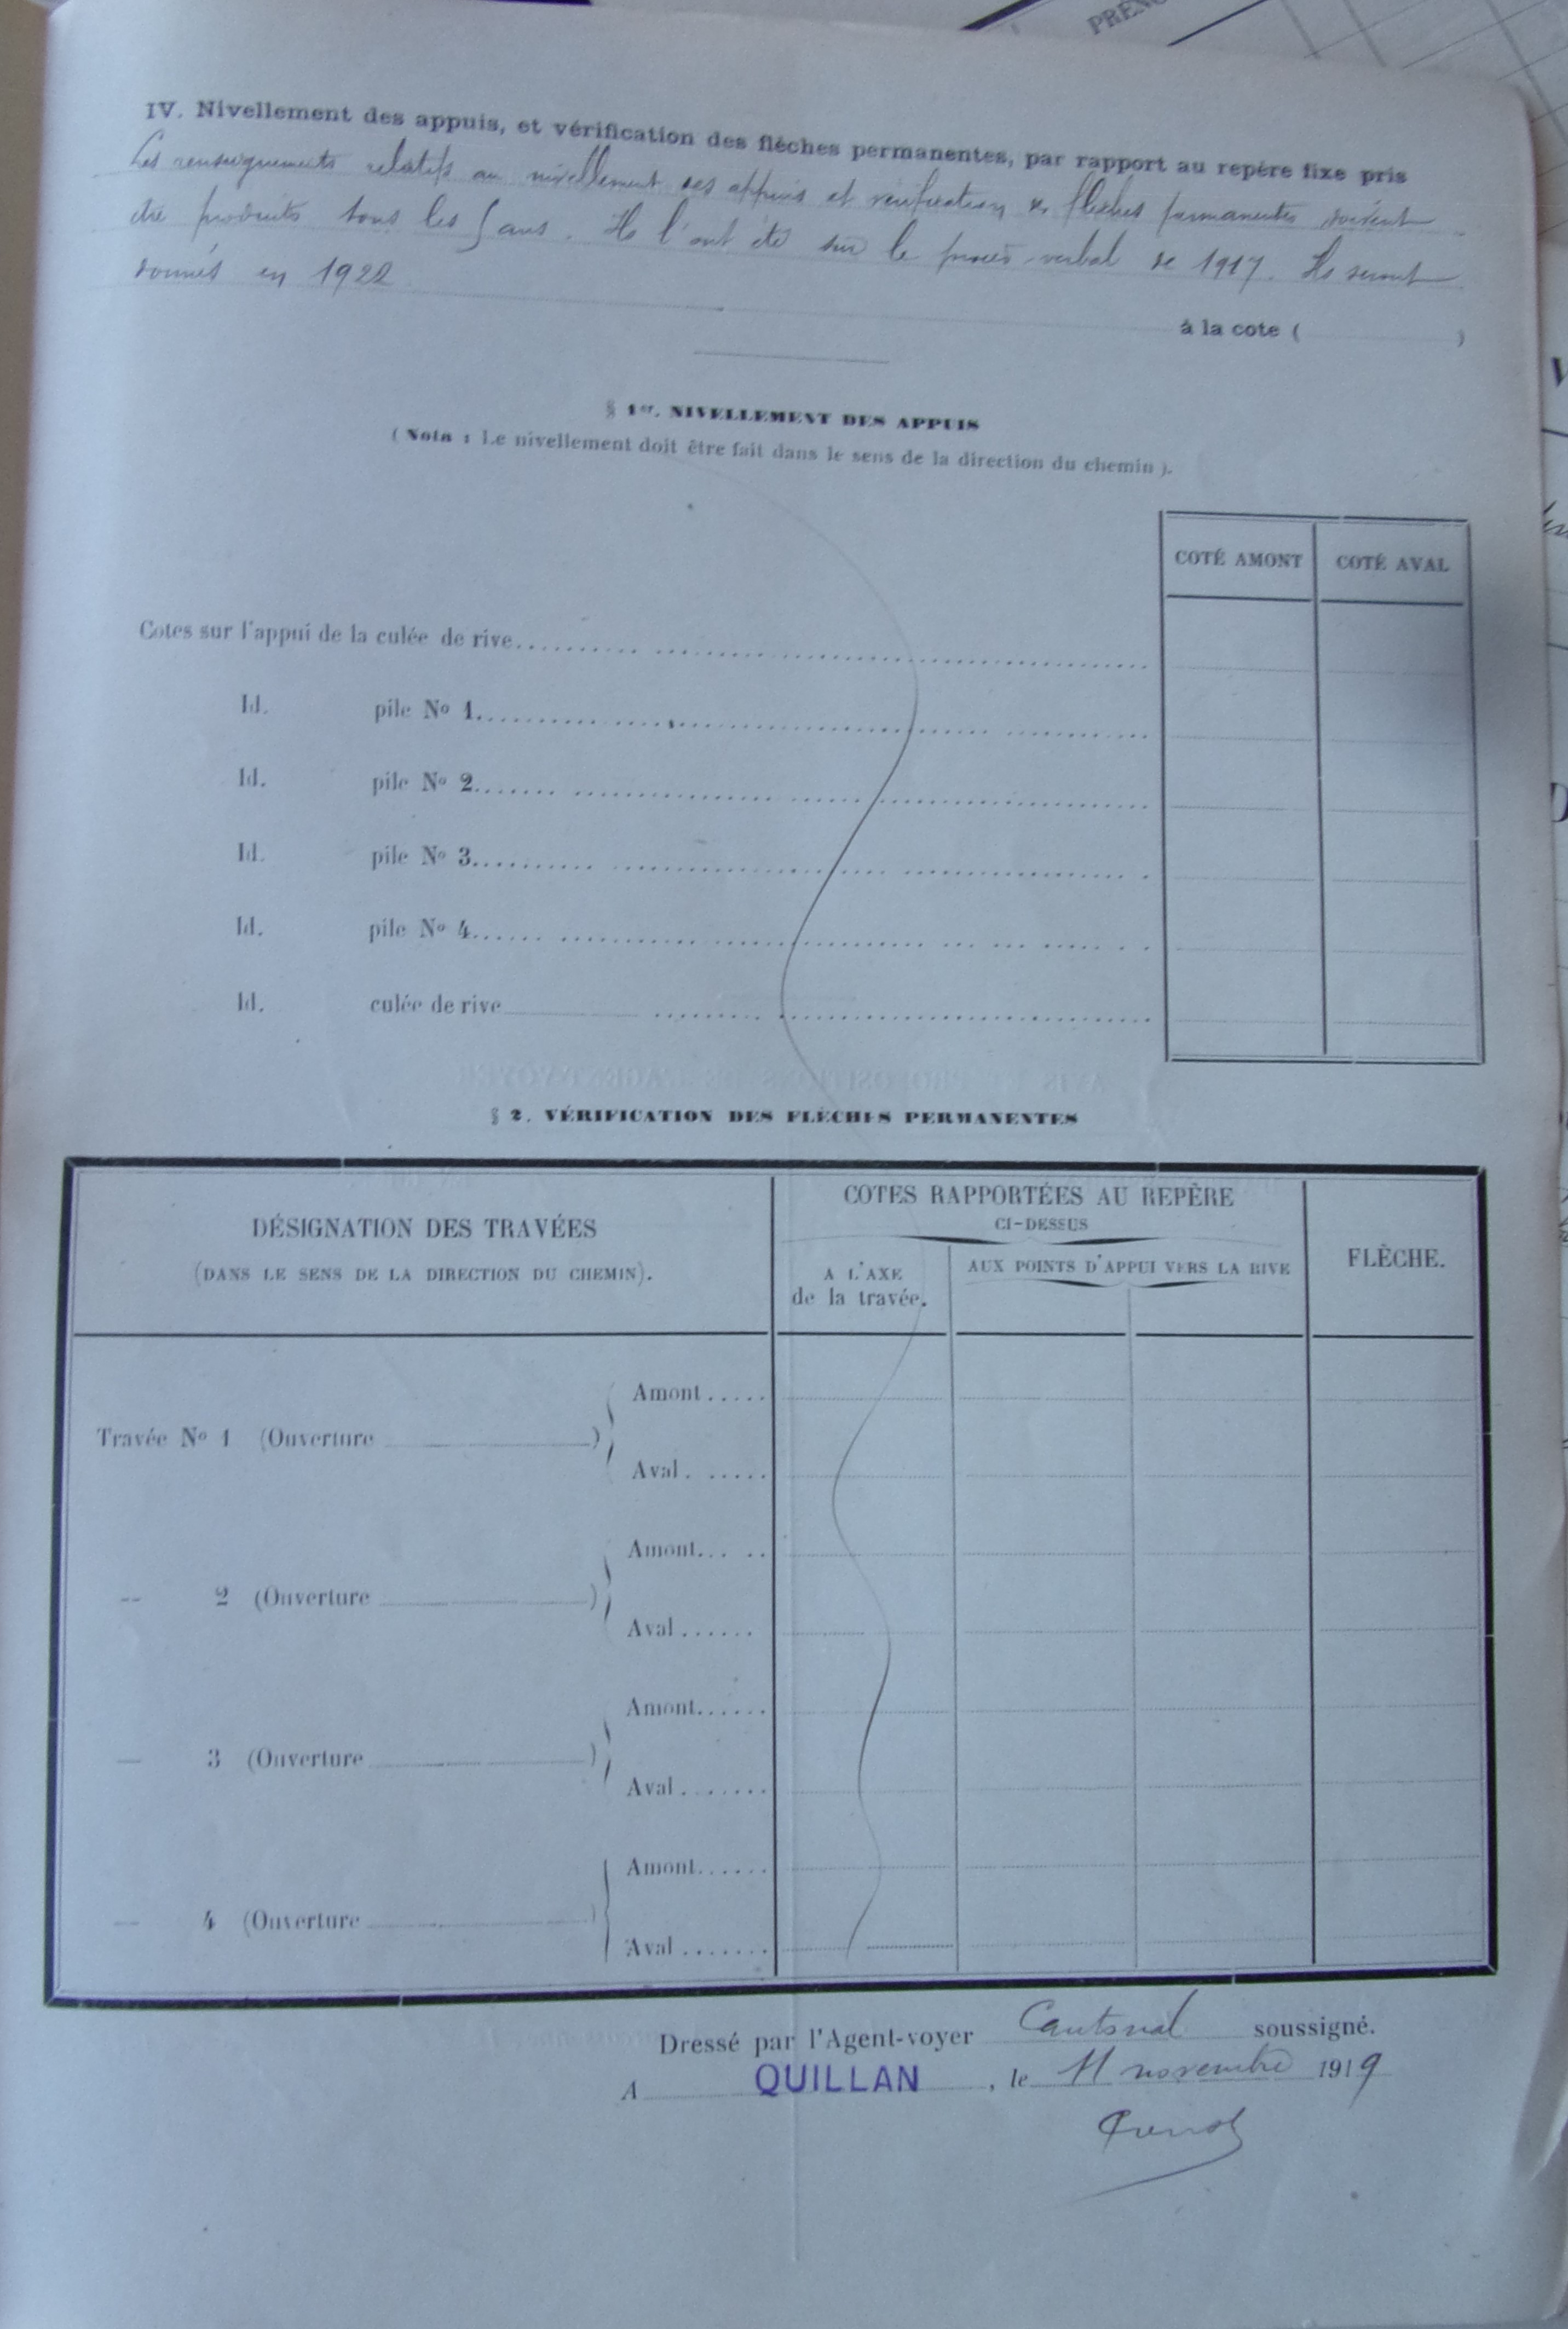 IV. Nivellement des appuis, et vérification des flèches permanentes, par rapport au repère fixe pris
Les renseignements relatifs au nivellement des appuis et vérification des flèches permanentes doivent
être produits tous les 5 ans. Ils l'ont été sur le procès-verbal de 1917. Ils seront
donnés en 1922
à la cote ( )
§ 1er. NIVELLEMENT DES APPUIS
( Nota : Le nivellement doit être fait dans le sens de la direction du chemin ).
COTÉ AMONT COTÉ AVAL
Cotes sur l'appui de la culée de rive
Id. pile No 1
Id. pile No 2
Id. pile No 3
Id. pile No 4
Id. culée de rive
§ 2. VÉRIFICATION DES FLÈCHES PERMANENTES
DÉSIGNATION DES TRAVÉES
(DANS LE SENS DE LA DIRECTION DU CHEMIN).
COTES RAPPORTÉES AU REPÈRE
CI-DESSUS
A L'AXE
de la travée.
AUX POINTS D'APPUI VERS LA RIVE
FLÈCHE.
Amont
Travée No 1 (Ouverture )
Aval
Amont
-- 2 (Ouverture )
Aval
Amont
— 3 (Ouverture )
Aval
Amont
— 4 (Ouverture )
Aval
Dressé par l'Agent-voyer Cantonal soussigné.
A QUILLAN, le 11 novembre 1919